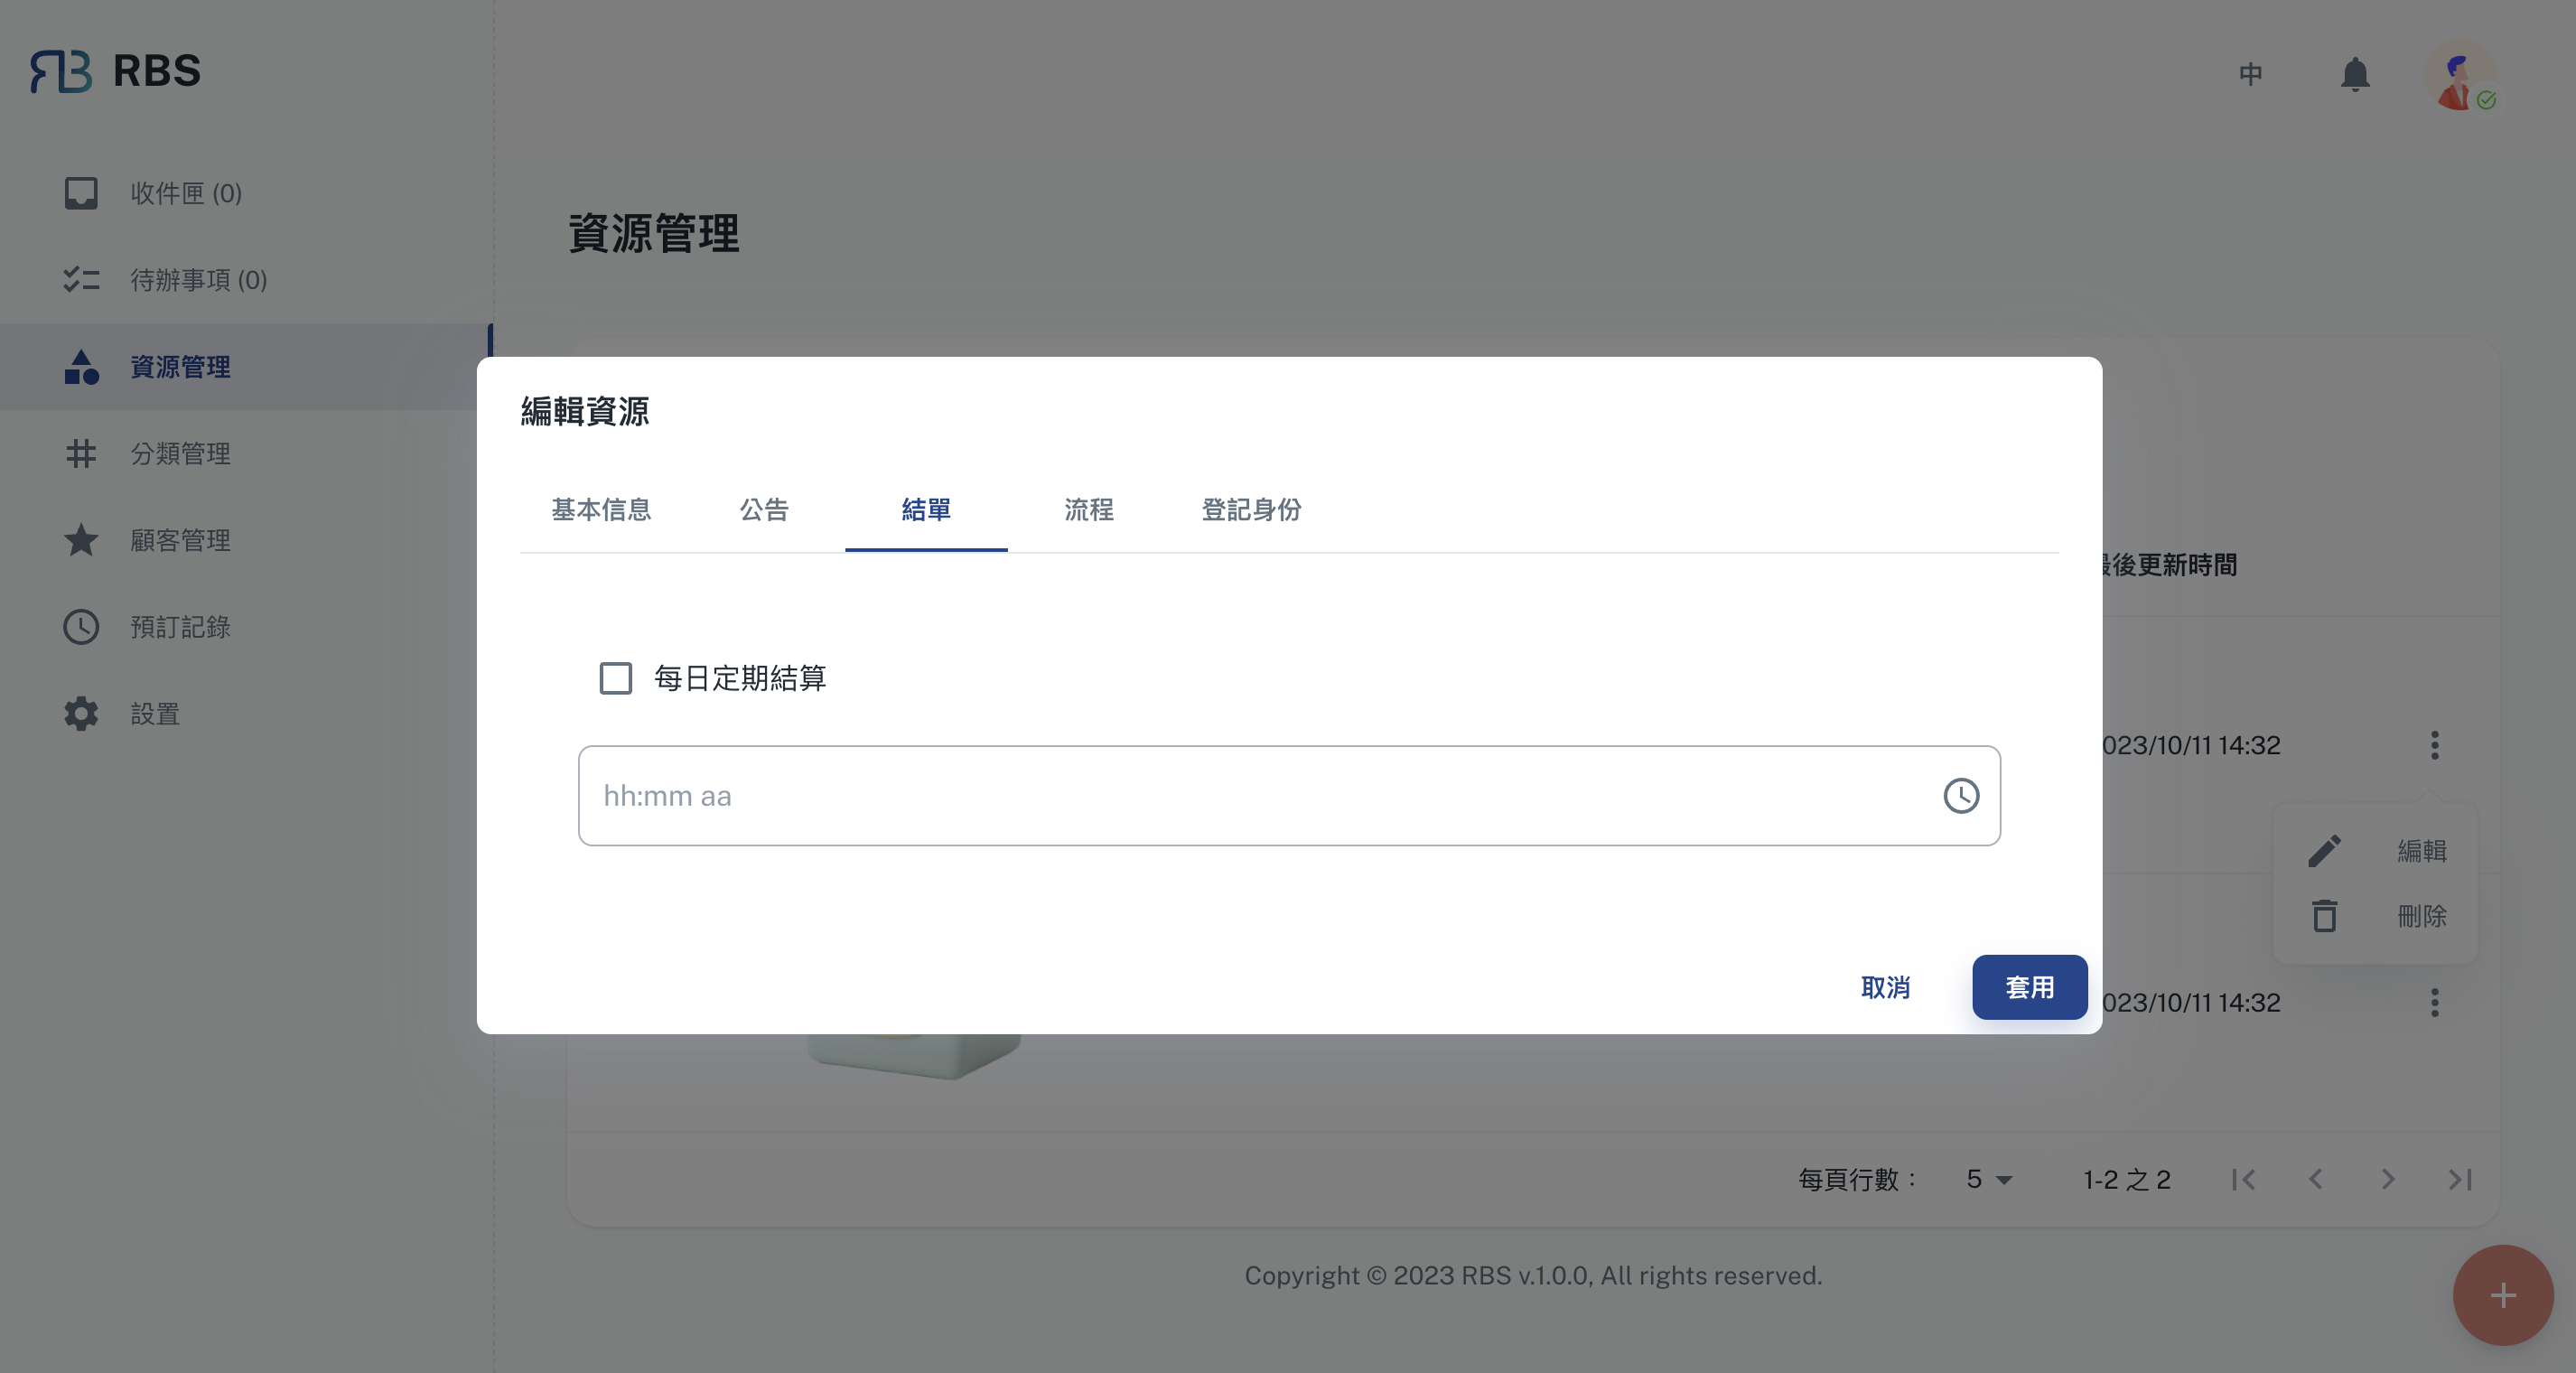 RBS
中
收件匣 (0)
待辦事項 (0)
資源管理
分類管理
顧客管理
預訂記錄
設置
資源管理
編輯資源
基本信息 公告 結單 流程 登記身份
每日定期結算
hh:mm aa
取消 套用
後更新時間
023/10/11 14:32
編輯
刪除
023/10/11 14:32
每頁行數： 5 1-2 之 2
Copyright © 2023 RBS v.1.0.0, All rights reserved.